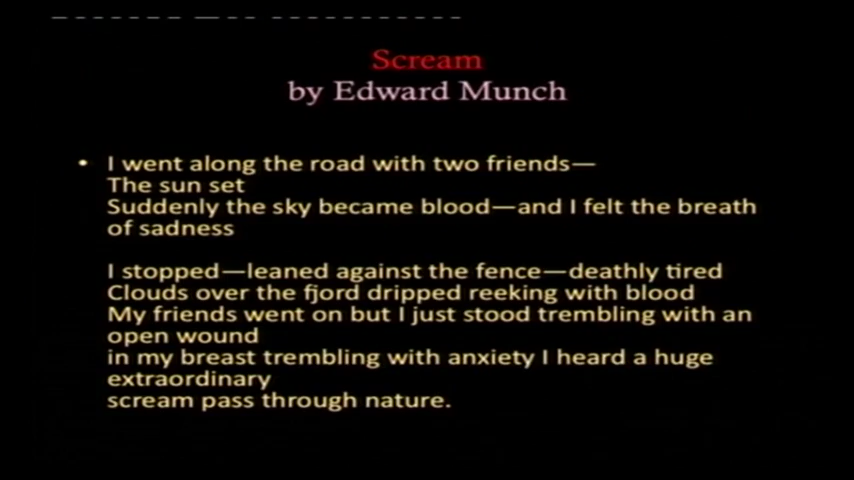 Scream
by Edward Munch
• I went along the road with two friends—
The sun set
Suddenly the sky became blood—and I felt the breath
of sadness
I stopped—leaned against the fence—deathly tired
Clouds over the fjord dripped reeking with blood
My friends went on but I just stood trembling with an
open wound
in my breast trembling with anxiety I heard a huge
extraordinary
scream pass through nature.